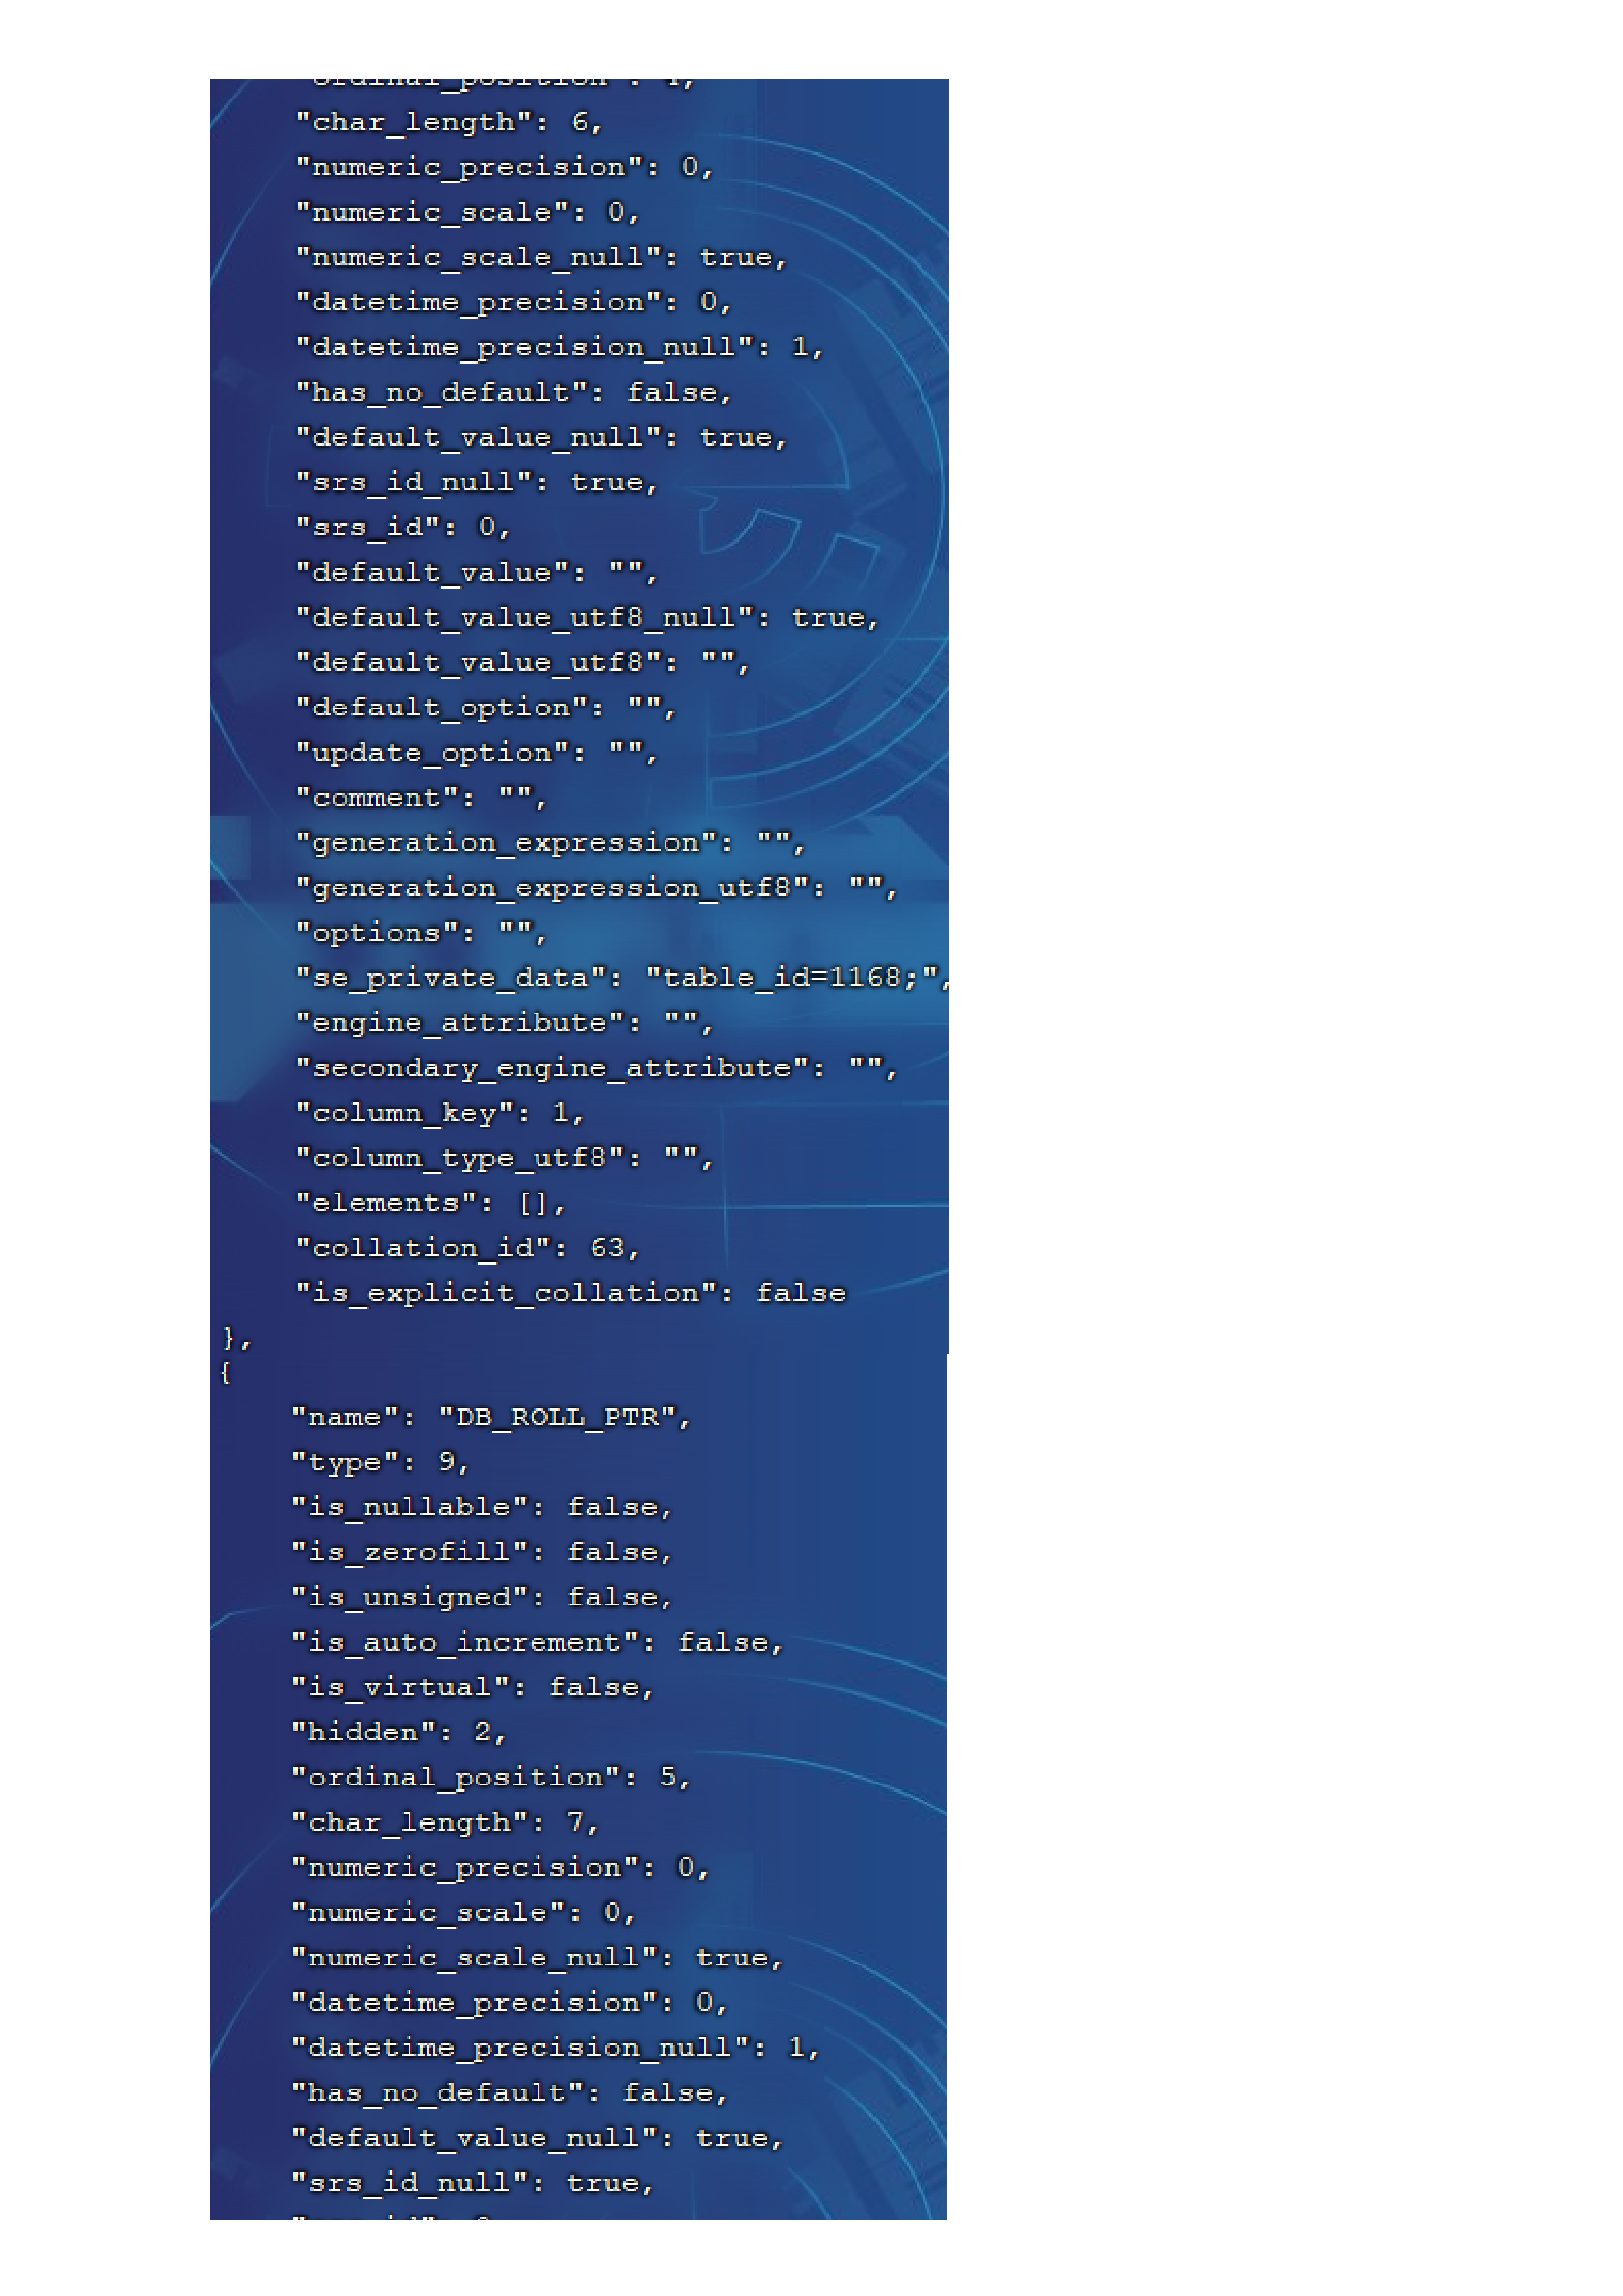 "ordinal_position": 4,
"char_length": 6,
"numeric_precision": 0,
"numeric_scale": 0,
"numeric_scale_null": true,
"datetime_precision": 0,
"datetime_precision_null": 1,
"has_no_default": false,
"default_value_null": true,
"srs_id_null": true,
"srs_id": 0,
"default_value": "",
"default_value_utf8_null": true,
"default_value_utf8": "",
"default_option": "",
"update_option": "",
"comment": "",
"generation_expression": "",
"generation_expression_utf8": "",
"options": "",
"se_private_data": "table_id=1168;",
"engine_attribute": "",
"secondary_engine_attribute": "",
"column_key": 1,
"column_type_utf8": "",
"elements": [],
"collation_id": 63,
"is_explicit_collation": false
},
{
"name": "DB_ROLL_PTR",
"type": 9,
"is_nullable": false,
"is_zerofill": false,
"is_unsigned": false,
"is_auto_increment": false,
"is_virtual": false,
"hidden": 2,
"ordinal_position": 5,
"char_length": 7,
"numeric_precision": 0,
"numeric_scale": 0,
"numeric_scale_null": true,
"datetime_precision": 0,
"datetime_precision_null": 1,
"has_no_default": false,
"default_value_null": true,
"srs_id_null": true,